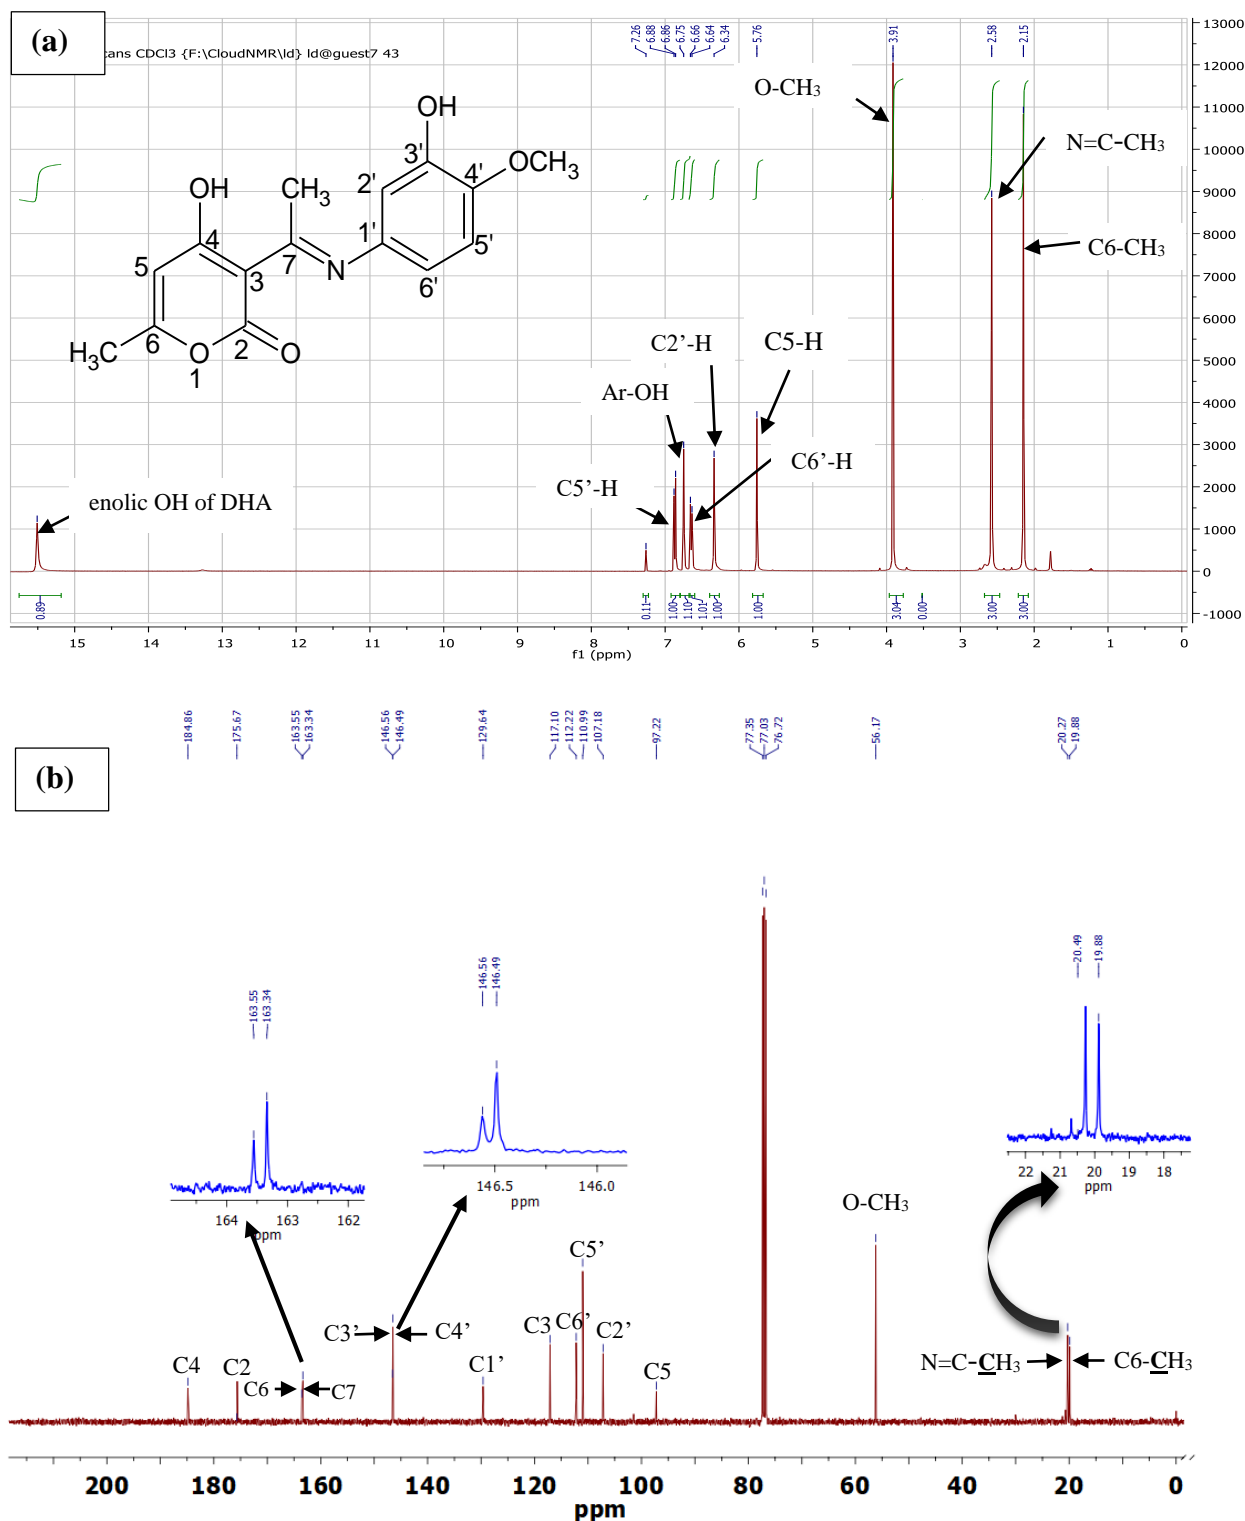 (a)
cans CDCl3 {F:\CloudNMR\ld} ld@guest7 43
7.26
6.88
6.86
6.75
6.66
6.64
6.34
5.76
3.91
2.58
2.15
13000
12000
11000
10000
9000
8000
7000
6000
5000
4000
3000
2000
1000
0
-1000
O-CH3
N=C-CH3
C6-CH3
OH
3'
OCH3
4'
2'
OH
CH3
1'
5'
4
5
7
N
6'
3
6
2
H3C
O
O
1
C2'-H
C5-H
Ar-OH
C6'-H
C5'-H
enolic OH of DHA
0.89
0.11
1.00
1.10
1.01
1.00
1.00
3.04
0.00
3.00
3.00
15 14 13 12 11 10 9 8 7 6 5 4 3 2 1 0
f1 (ppm)
184.86
175.67
163.55
163.34
146.56
146.49
129.64
117.10
112.22
110.99
107.18
97.22
77.35
77.03
76.72
56.17
20.27
19.88
(b)
163.55
163.34
164 163 162
ppm
146.56
146.49
146.5 146.0
ppm
20.49
19.88
22 21 20 19 18
ppm
O-CH3
C5'
C3' C4'
C3 C6' C2'
C4 C2 C6 C7
C1'
C5
N=C-CH3 C6-CH3
200 180 160 140 120 100 80 60 40 20 0
ppm